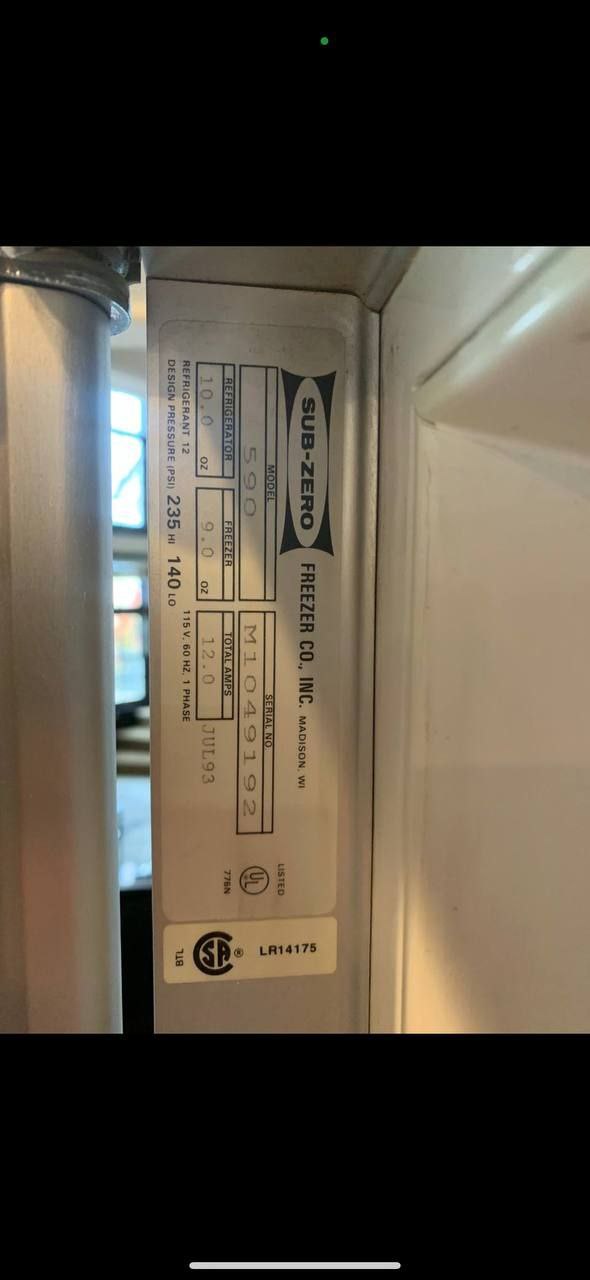 SUB-ZERO FREEZER CO., INC. MADISON, WI
MODEL SERIAL NO.
590 M1049192
REFRIGERATOR FREEZER TOTAL AMPS
10.0 OZ 9.0 OZ 12.0 JUL93
REFRIGERANT 12 115 V. 60 HZ. 1 PHASE
DESIGN PRESSURE (PSI) 235 HI 140 LO
LISTED
UL
776N
LR14175
®
BTL